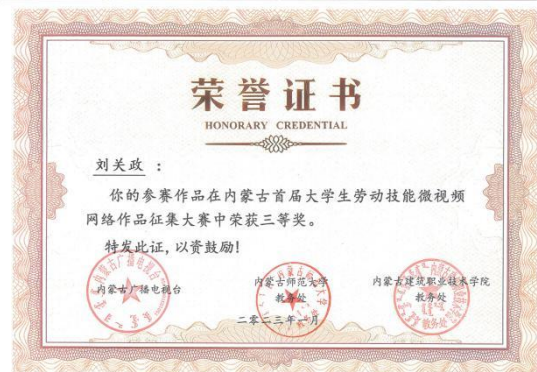 荣誉证书
HONORARY CREDENTIAL
刘关政 :
你的参赛作品在内蒙古首届大学生劳动技能微视频
网络作品征集大赛中荣获三等奖。
特发此证,以资鼓励!
内蒙古广播电视台
内蒙古师范大学
教务处
内蒙古建筑职业技术学院
教务处
二零二三年一月